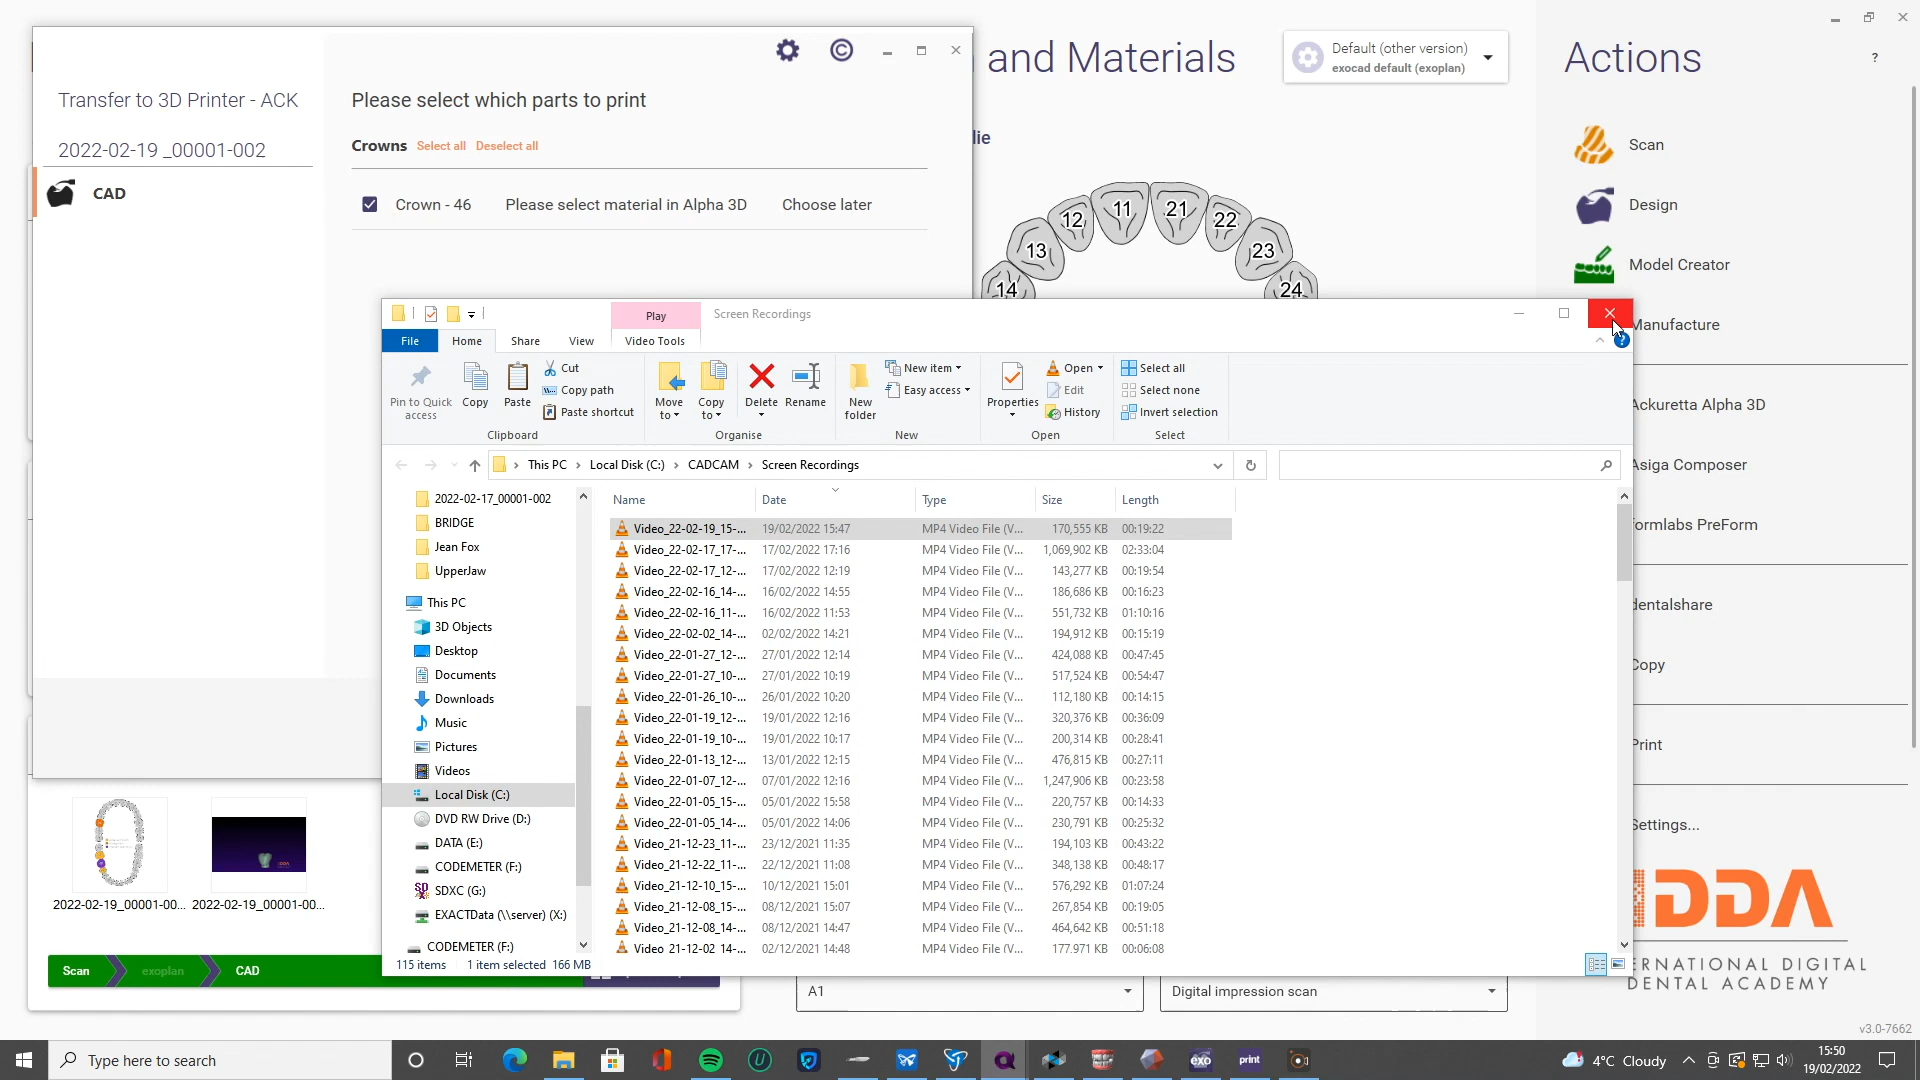 Transfer to 3D Printer - ACK
2022-02-19 _00001-002
CAD
Please select which parts to print
Crowns Select all Deselect all
Crown - 46 Please select material in Alpha 3D Choose later
and Materials
Default (other version)
exocad default (exoplan)
lie
11 21
12 22
13 23
14 24
Actions
?
Scan
Design
Model Creator
Manufacture
Ackuretta Alpha 3D
Asiga Composer
Formlabs PreForm
dentalshare
Copy
Print
Settings...
IDDA
ERNATIONAL DIGITAL
DENTAL ACADEMY
v3.0-7662
Play Screen Recordings
File Home Share View Video Tools
Pin to Quick access
Copy
Paste
Cut
Copy path
Paste shortcut
Clipboard
Move to
Copy to
Delete
Rename
Organise
New folder
New item
Easy access
New
Properties
Open
Edit
History
Open
Select all
Select none
Invert selection
Select
This PC > Local Disk (C:) > CADCAM > Screen Recordings
2022-02-17_00001-002
BRIDGE
Jean Fox
UpperJaw
This PC
3D Objects
Desktop
Documents
Downloads
Music
Pictures
Videos
Local Disk (C:)
DVD RW Drive (D:)
DATA (E:)
CODEMETER (F:)
SDXC (G:)
EXACTData (\\server) (X:)
CODEMETER (F:)
Name Date Type Size Length
Video_22-02-19_15-... 19/02/2022 15:47 MP4 Video File (V... 170,555 KB 00:19:22
Video_22-02-17_17-... 17/02/2022 17:16 MP4 Video File (V... 1,069,902 KB 02:33:04
Video_22-02-17_12-... 17/02/2022 12:19 MP4 Video File (V... 143,277 KB 00:19:54
Video_22-02-16_14-... 16/02/2022 14:55 MP4 Video File (V... 186,686 KB 00:16:23
Video_22-02-16_11-... 16/02/2022 11:53 MP4 Video File (V... 551,732 KB 01:10:16
Video_22-02-02_14-... 02/02/2022 14:21 MP4 Video File (V... 194,912 KB 00:15:19
Video_22-01-27_12-... 27/01/2022 12:14 MP4 Video File (V... 424,088 KB 00:47:45
Video_22-01-27_10-... 27/01/2022 10:19 MP4 Video File (V... 517,524 KB 00:54:47
Video_22-01-26_10-... 26/01/2022 10:20 MP4 Video File (V... 112,180 KB 00:14:15
Video_22-01-19_12-... 19/01/2022 12:16 MP4 Video File (V... 320,376 KB 00:36:09
Video_22-01-19_10-... 19/01/2022 10:17 MP4 Video File (V... 200,314 KB 00:28:41
Video_22-01-13_12-... 13/01/2022 12:15 MP4 Video File (V... 476,815 KB 00:27:11
Video_22-01-07_12-... 07/01/2022 12:16 MP4 Video File (V... 1,247,906 KB 00:23:58
Video_22-01-05_15-... 05/01/2022 15:58 MP4 Video File (V... 220,757 KB 00:14:33
Video_22-01-05_14-... 05/01/2022 14:06 MP4 Video File (V... 230,791 KB 00:25:32
Video_21-12-23_11-... 23/12/2021 11:35 MP4 Video File (V... 194,103 KB 00:43:22
Video_21-12-22_11-... 22/12/2021 11:08 MP4 Video File (V... 348,138 KB 00:48:17
Video_21-12-10_15-... 10/12/2021 15:01 MP4 Video File (V... 576,292 KB 01:07:24
Video_21-12-08_15-... 08/12/2021 15:07 MP4 Video File (V... 267,854 KB 00:19:05
Video_21-12-08_14-... 08/12/2021 14:47 MP4 Video File (V... 464,642 KB 00:51:18
Video 21-12-02 14-... 02/12/2021 14:48 MP4 Video File (V... 177,971 KB 00:06:08
115 items 1 item selected 166 MB
2022-02-19_00001-00... 2022-02-19_00001-00...
Scan exoplan CAD
A1 Digital impression scan
Type here to search
exo print
4°C Cloudy
15:50
19/02/2022